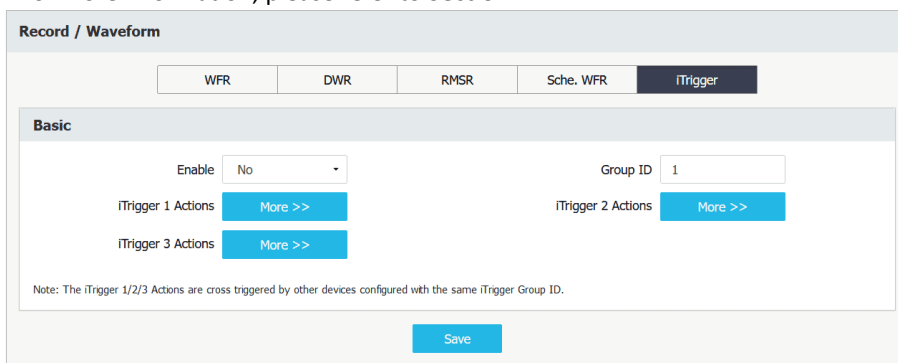 Record / Waveform
WFR DWR RMSR Sche. WFR iTrigger
Basic
Enable No Group ID 1
iTrigger 1 Actions More >> iTrigger 2 Actions More >>
iTrigger 3 Actions More >>
Note: The iTrigger 1/2/3 Actions are cross triggered by other devices configured with the same iTrigger Group ID.
Save